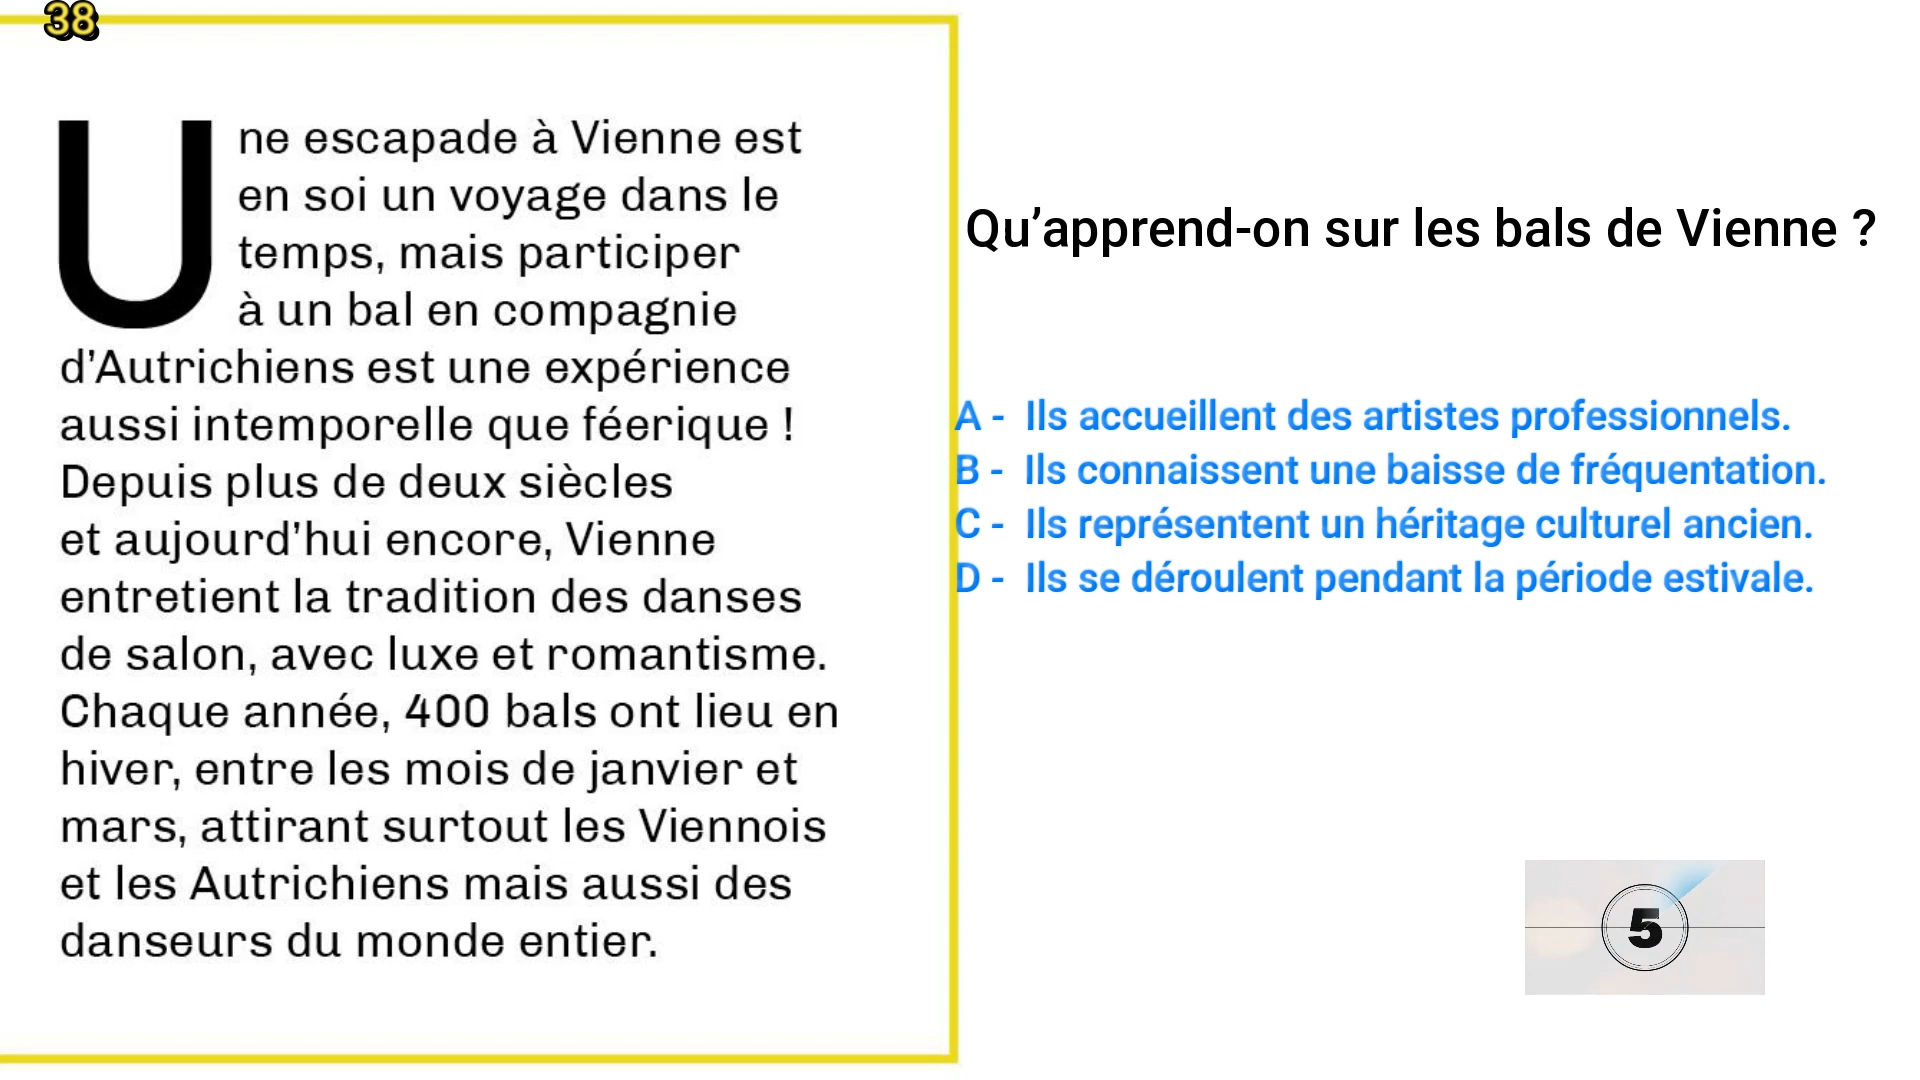 38
Une escapade à Vienne est
en soi un voyage dans le
temps, mais participer
à un bal en compagnie
d'Autrichiens est une expérience
aussi intemporelle que féerique !
Depuis plus de deux siècles
et aujourd'hui encore, Vienne
entretient la tradition des danses
de salon, avec luxe et romantisme.
Chaque année, 400 bals ont lieu en
hiver, entre les mois de janvier et
mars, attirant surtout les Viennois
et les Autrichiens mais aussi des
danseurs du monde entier.
Qu'apprend-on sur les bals de Vienne ?
A - Ils accueillent des artistes professionnels.
B - Ils connaissent une baisse de fréquentation.
C - Ils représentent un héritage culturel ancien.
D - Ils se déroulent pendant la période estivale.
5